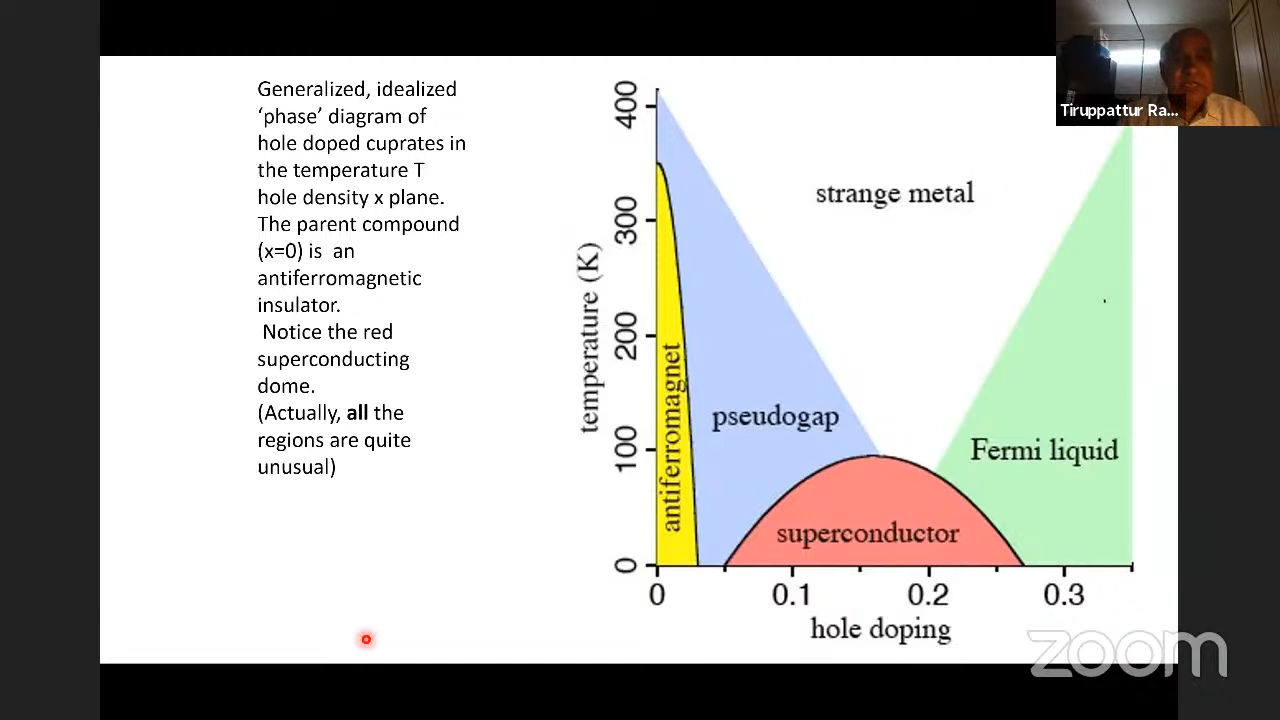 Generalized, idealized
‘phase’ diagram of
hole doped cuprates in
the temperature T
hole density x plane.
The parent compound
(x=0) is an
antiferromagnetic
insulator.
Notice the red
superconducting
dome.
(Actually, all the
regions are quite
unusual)
temperature (K)
400
300
200
100
0
strange metal
antiferromagnet
pseudogap
Fermi liquid
superconductor
0 0.1 0.2 0.3
hole doping
Tiruppattur Ra...
zoom